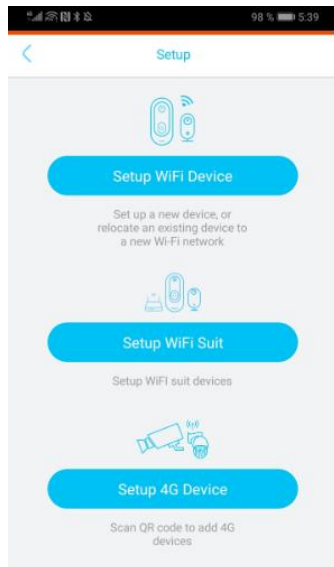 98 % 5:39
Setup
Setup WiFi Device
Set up a new device, or
relocate an existing device to
a new Wi-Fi network
Setup WiFi Suit
Setup WiFI suit devices
Setup 4G Device
Scan QR code to add 4G
devices